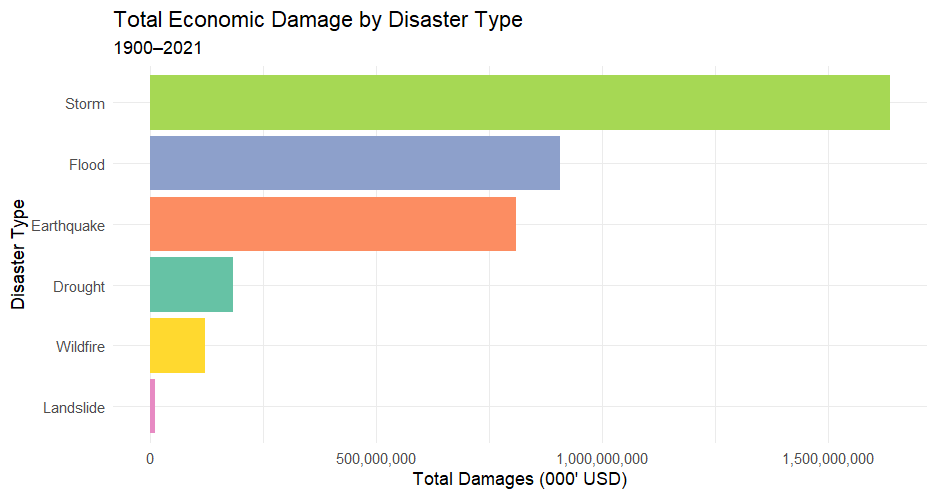 Total Economic Damage by Disaster Type
1900–2021
Disaster Type
Storm
Flood
Earthquake
Drought
Wildfire
Landslide
0
500,000,000
1,000,000,000
1,500,000,000
Total Damages (000' USD)